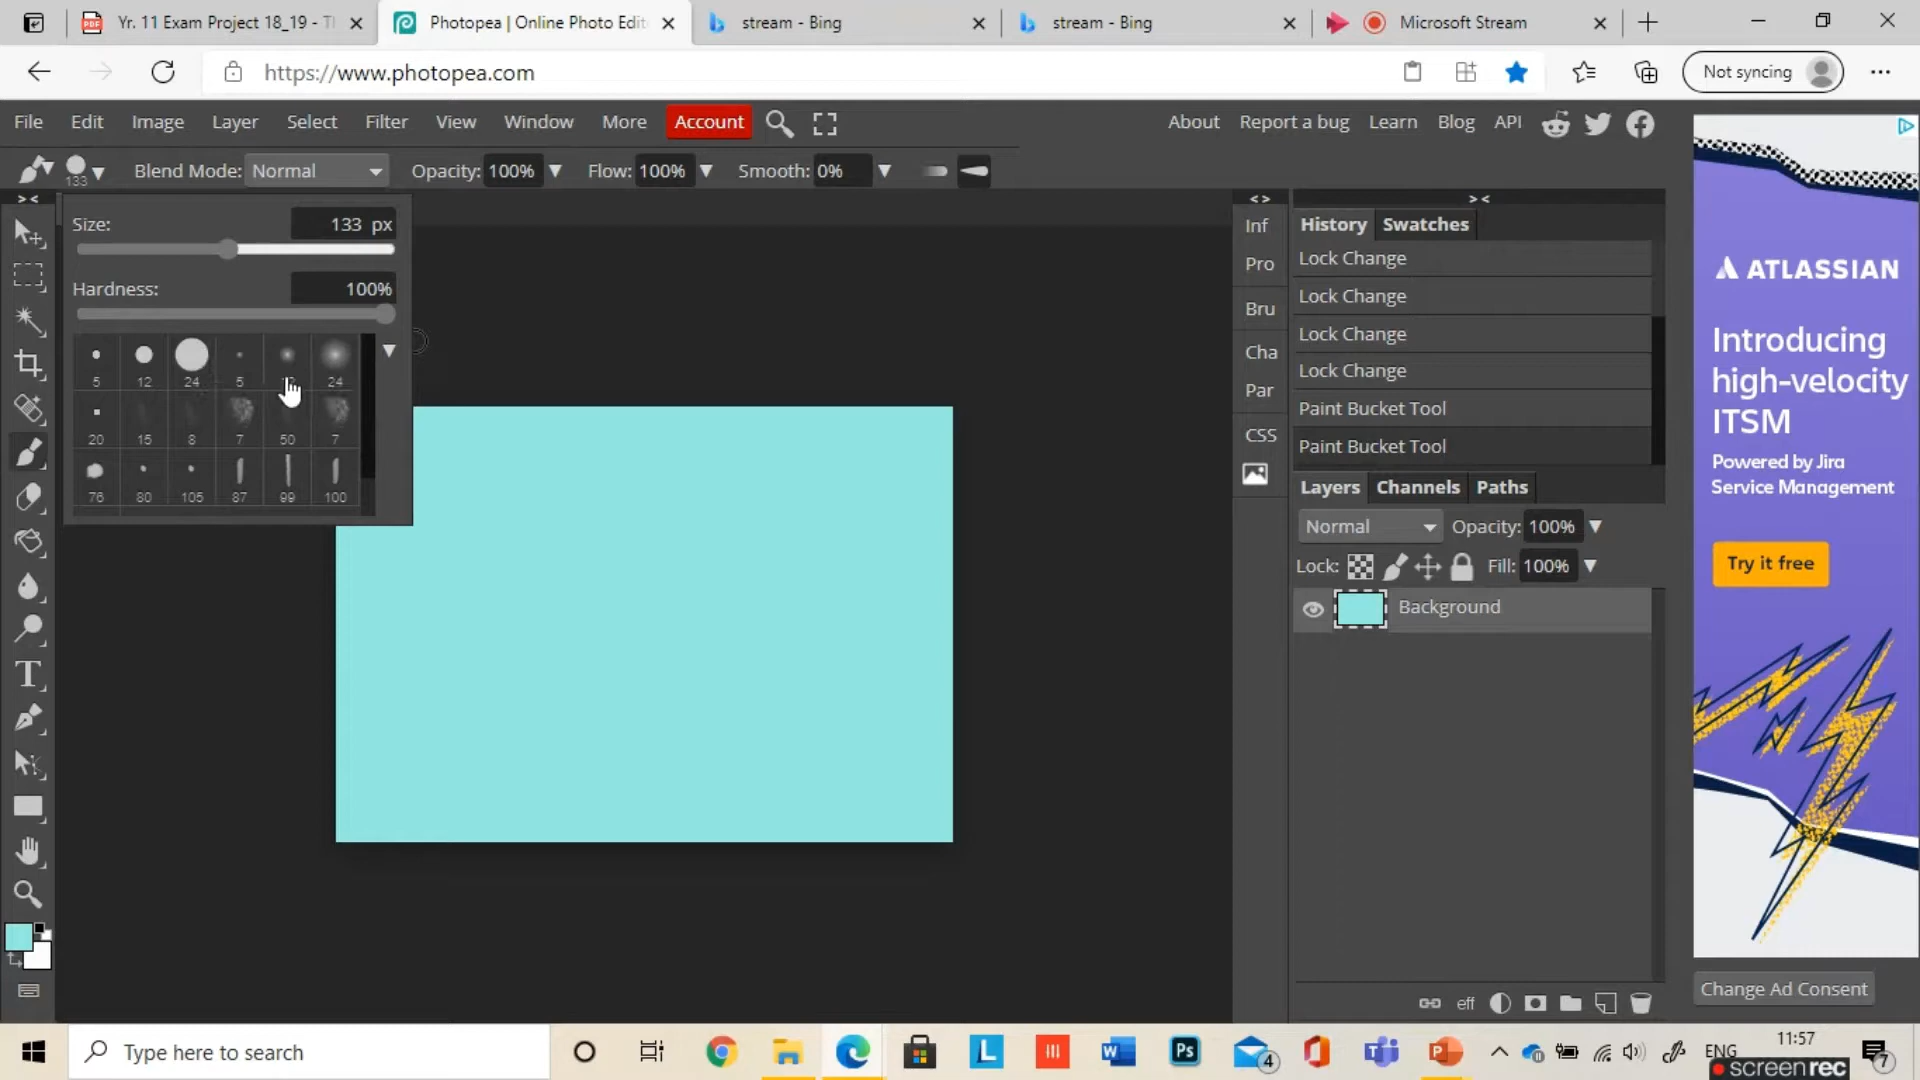 Yr. 11 Exam Project 18_19 - T
Photopea | Online Photo Edit
stream - Bing
stream - Bing
Microsoft Stream
https://www.photopea.com
Not syncing
File Edit Image Layer Select Filter View Window More Account
About Report a bug Learn Blog API
133
Blend Mode: Normal Opacity: 100% Flow: 100% Smooth: 0%
Size: 133 px
Hardness: 100%
5 12 24 5 24
20 15 8 7 50 7
76 80 105 87 99 100
Inf
Pro
Bru
Cha
Par
CSS
History Swatches
Lock Change
Lock Change
Lock Change
Lock Change
Paint Bucket Tool
Paint Bucket Tool
Layers Channels Paths
Normal Opacity: 100%
Lock: Fill: 100%
Background
eff
ATLASSIAN
Introducing
high-velocity
ITSM
Powered by Jira
Service Management
Try it free
Change Ad Consent
Type here to search
4
ENG
11:57
7
screenrec